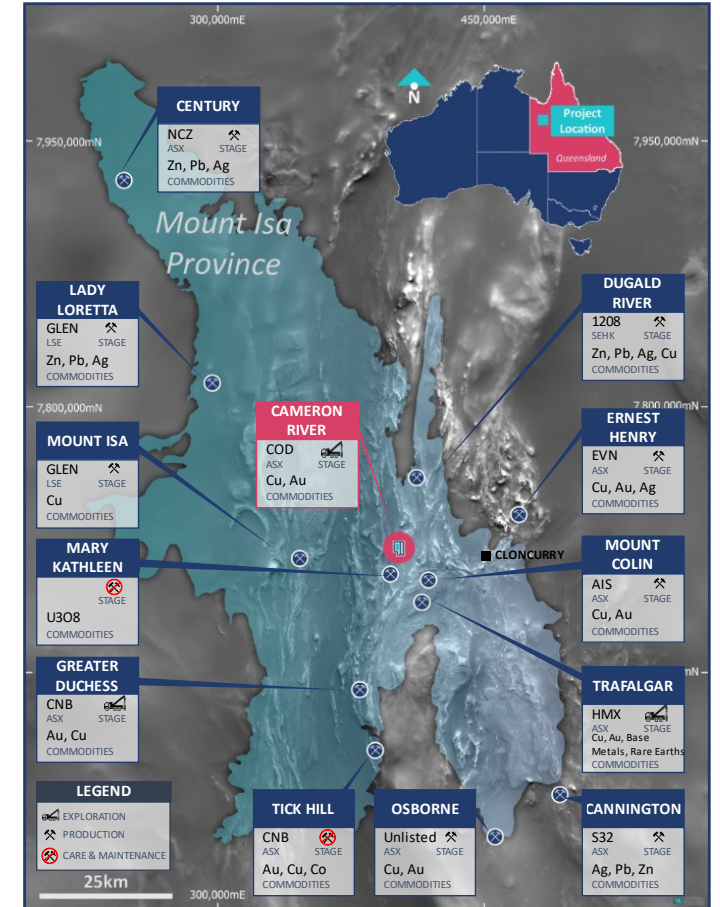 300,000mE
450,000mE
N
Project
Location
Queensland
7,950,000mN
7,950,000mN
CENTURY
NCZ
ASX STAGE
Zn, Pb, Ag
COMMODITIES
Mount Isa
Province
LADY
LORETTA
GLEN
LSE STAGE
Zn, Pb, Ag
COMMODITIES
DUGALD
RIVER
1208
SEHK STAGE
Zn, Pb, Ag, Cu
COMMODITIES
7,800,000mN
7,800,000mN
CAMERON
RIVER
COD
ASX STAGE
Cu, Au
COMMODITIES
ERNEST
HENRY
EVN
ASX STAGE
Cu, Au, Ag
COMMODITIES
MOUNT ISA
GLEN
LSE STAGE
Cu
COMMODITIES
CLONCURRY
MARY
KATHLEEN
STAGE
U3O8
COMMODITIES
MOUNT
COLIN
AIS
ASX STAGE
Cu, Au
COMMODITIES
GREATER
DUCHESS
CNB
ASX STAGE
Au, Cu
COMMODITIES
mN
TRAFALGAR
HMX
ASX STAGE
Cu, Au, Base
Metals, Rare Earths
COMMODITIES
LEGEND
EXPLORATION
PRODUCTION
CARE & MAINTENANCE
25km
TICK HILL
CNB
ASX STAGE
Au, Cu, Co
COMMODITIES
OSBORNE
Unlisted
ASX STAGE
Cu, Au
COMMODITIES
CANNINGTON
S32
ASX STAGE
Ag, Pb, Zn
COMMODITIES
300,000mE